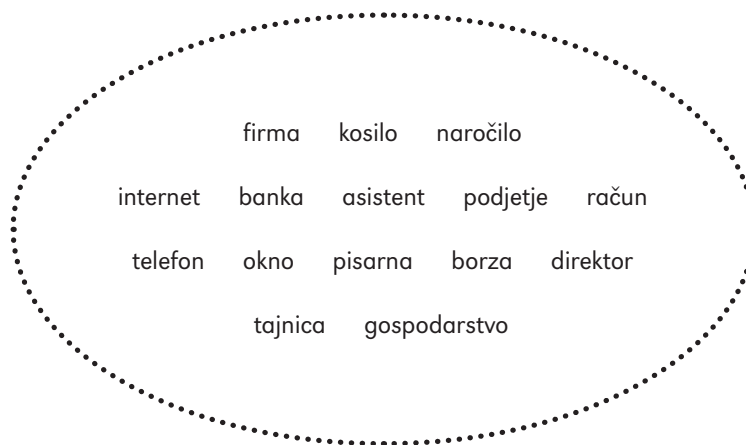 firma kosilo naročilo
internet banka asistent podjetje račun
telefon okno pisarna borza direktor
tajnica gospodarstvo